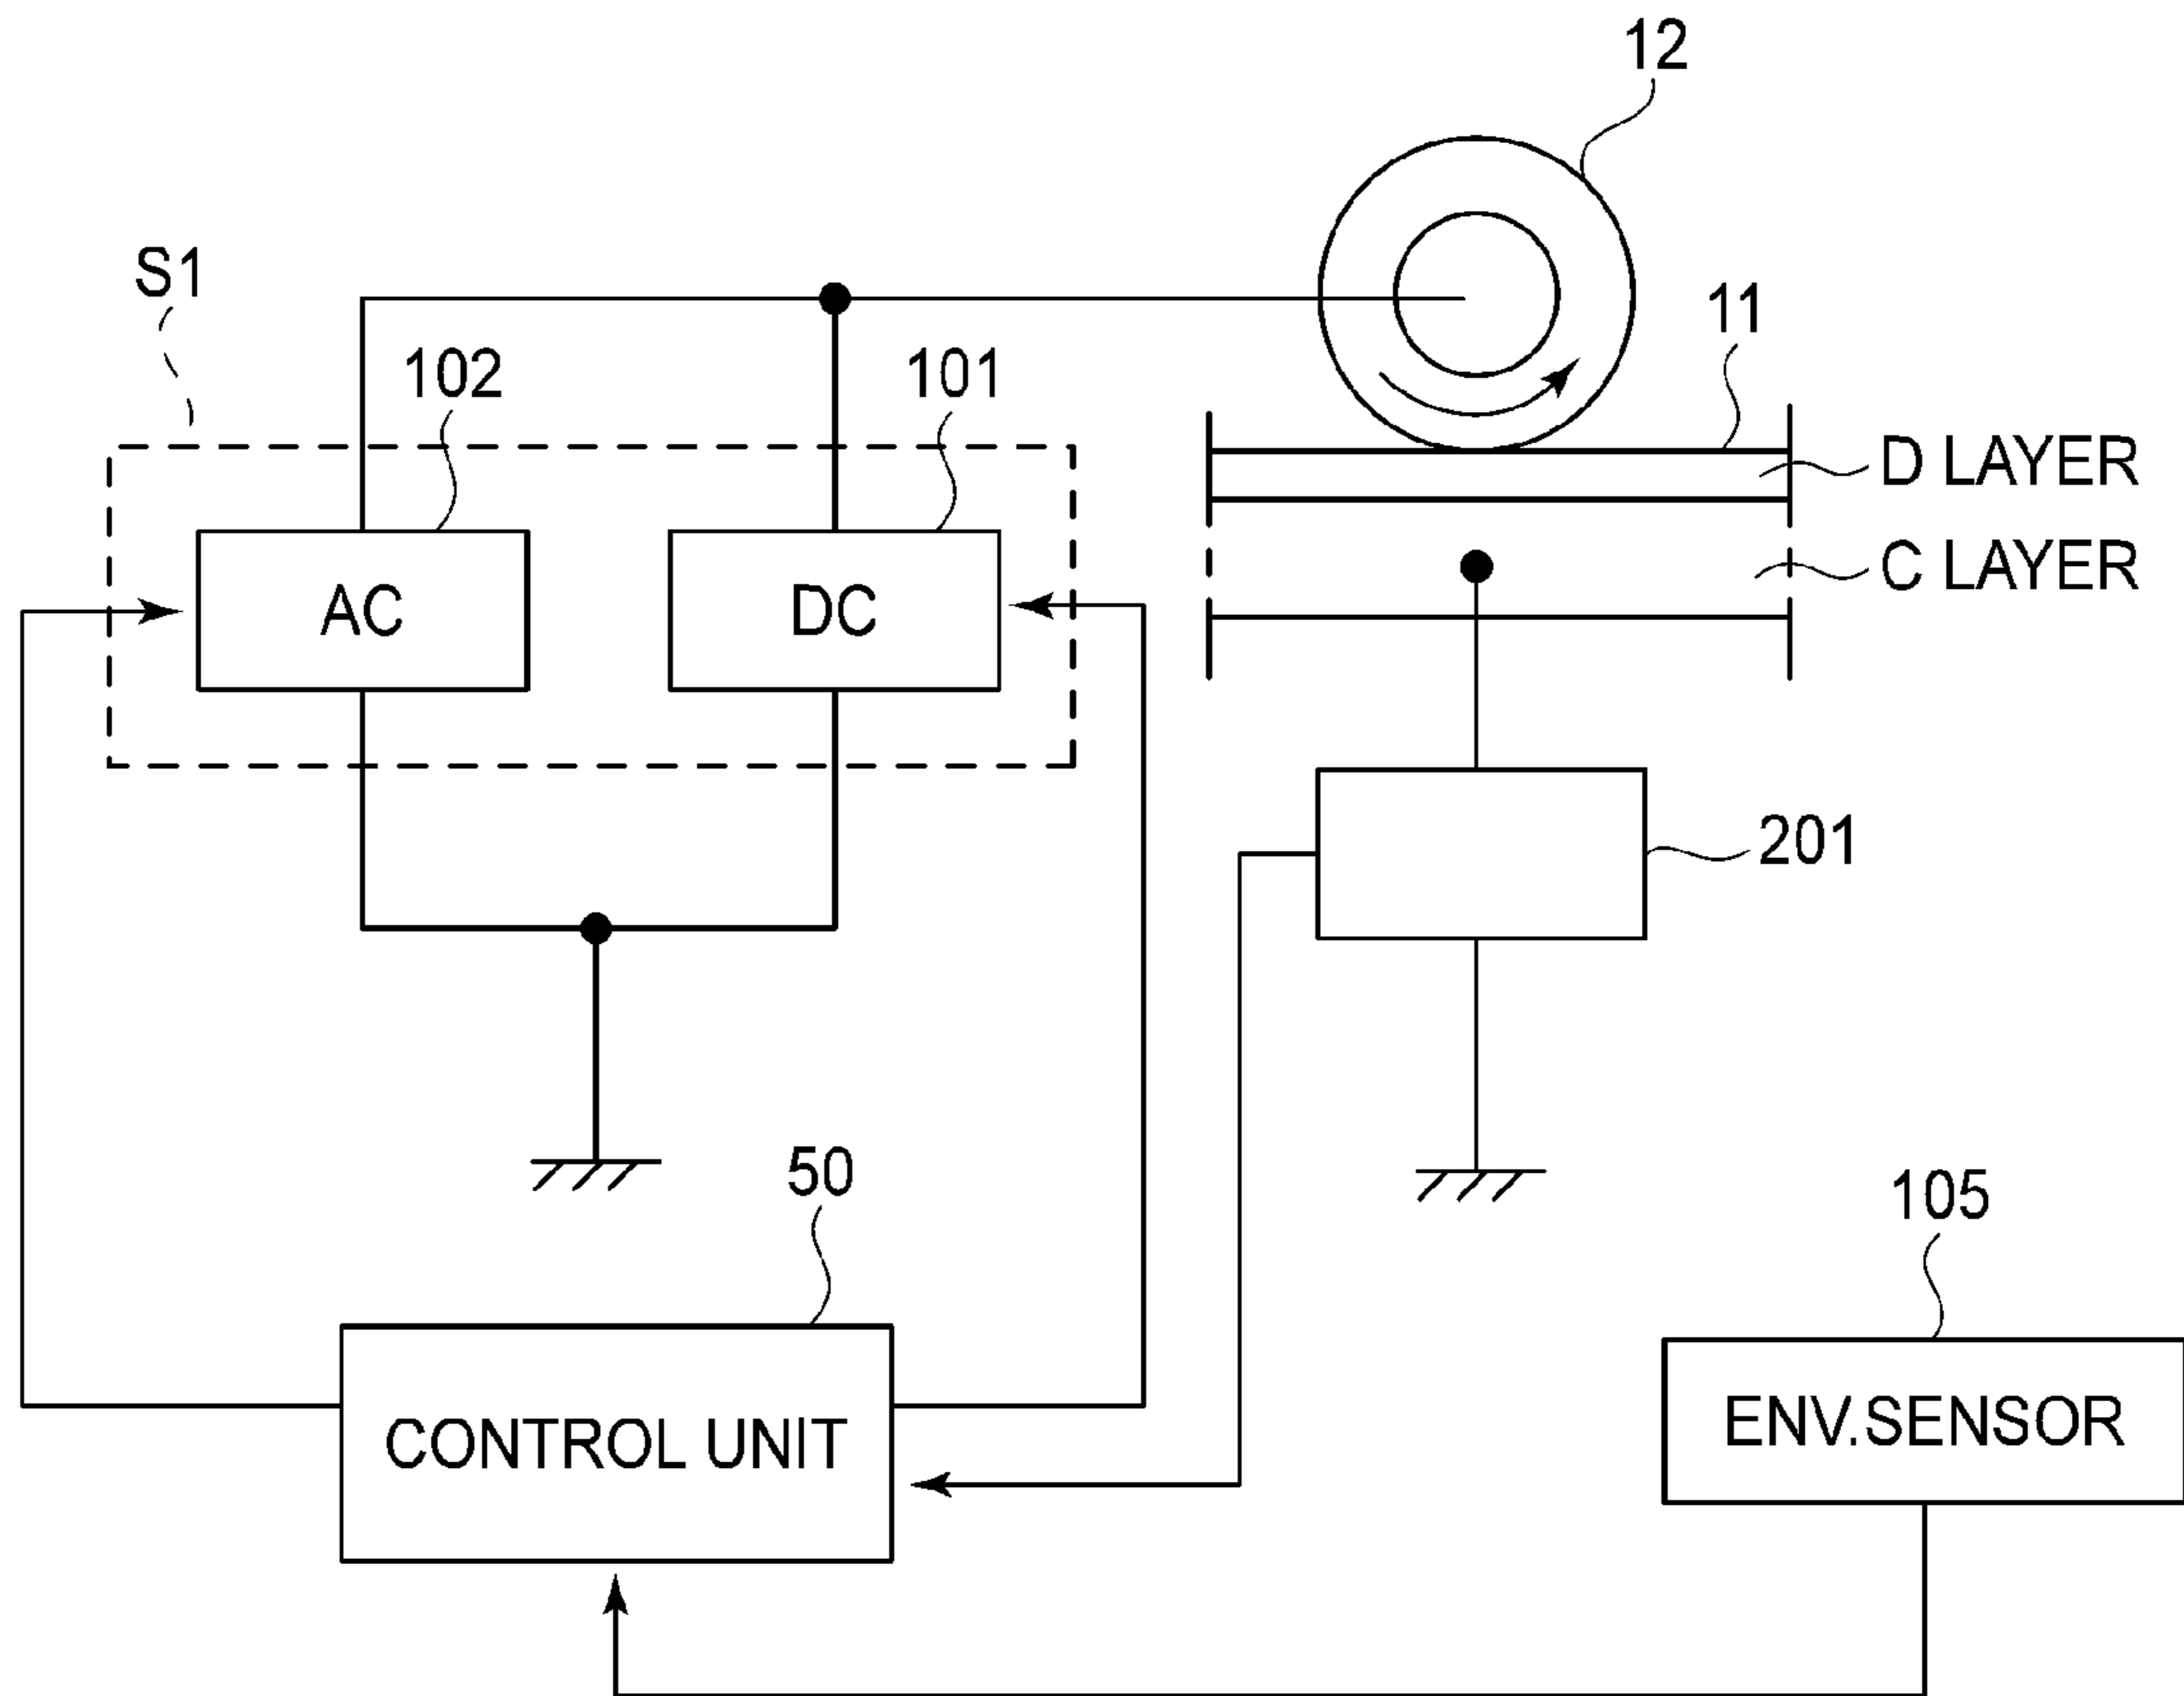 12
S1
11
102
101
D LAYER
C LAYER
AC
DC
201
50
105
CONTROL UNIT
ENV.SENSOR